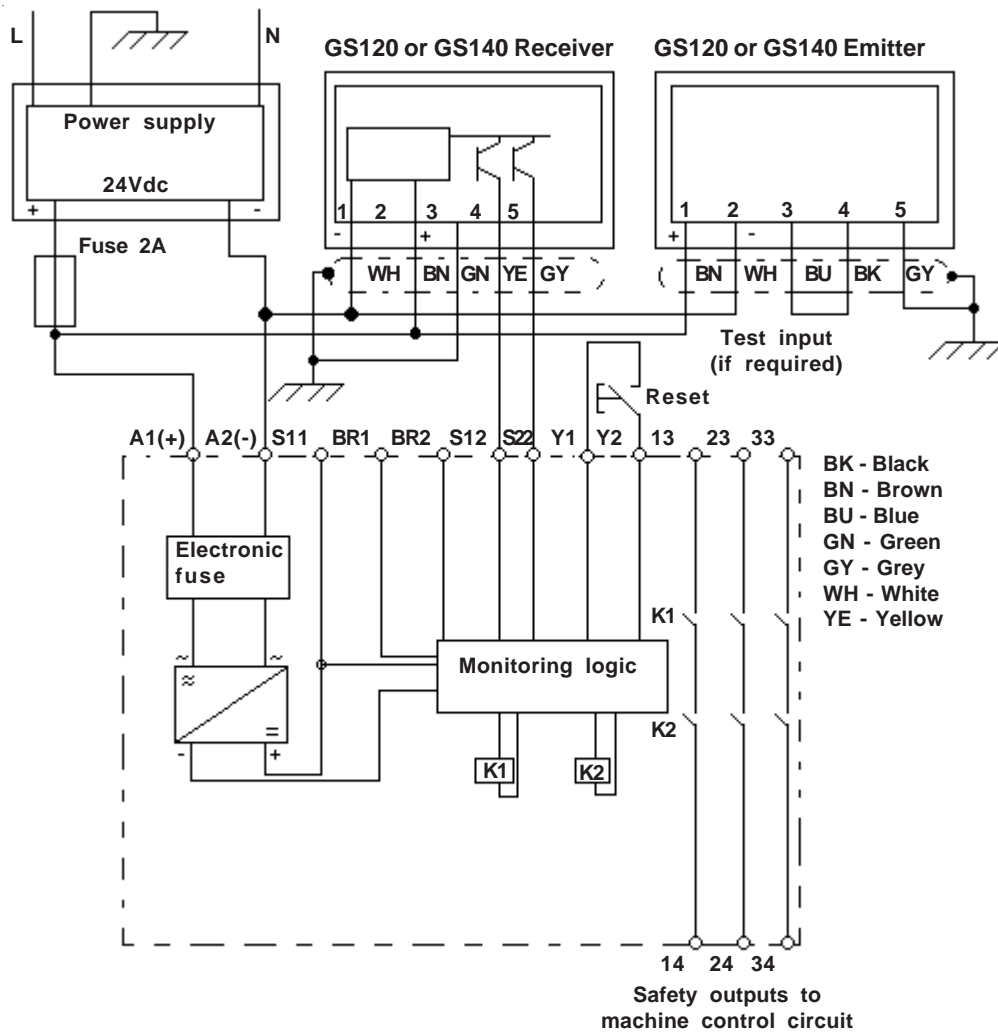 L
N
GS120 or GS140 Receiver
GS120 or GS140 Emitter
Power supply
24Vdc
+
-
Fuse 2A
1 2 3 4 5
- +
WH BN GN YE GY
1 2 3 4 5
+ -
BN WH BU BK GY
Test input
(if required)
Reset
A1(+) A2(-) S11 BR1 BR2 S12 S22 Y1 Y2 13 23 33
BK - Black
BN - Brown
BU - Blue
GN - Green
GY - Grey
WH - White
YE - Yellow
Electronic
fuse
K1
Monitoring logic
~ ~
≈
=
- +
K2
K1
K2
14 24 34
Safety outputs to
machine control circuit